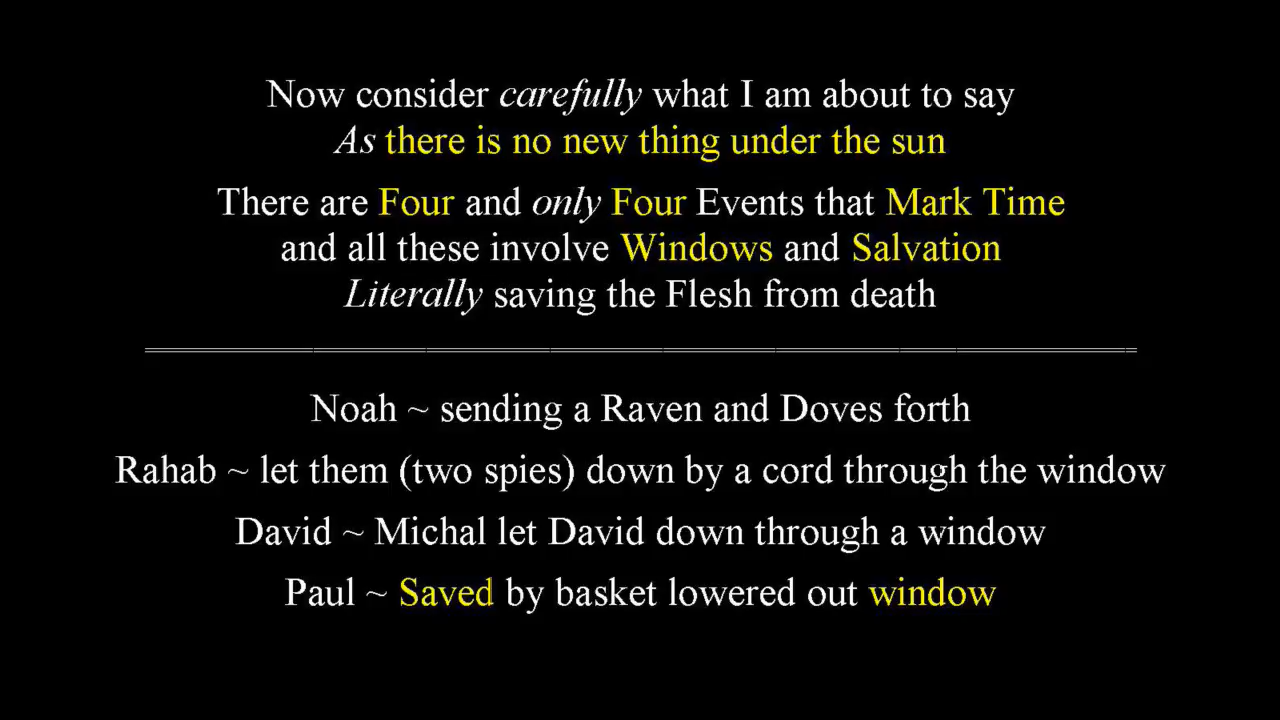 Now consider carefully what I am about to say
As there is no new thing under the sun
There are Four and only Four Events that Mark Time
and all these involve Windows and Salvation
Literally saving the Flesh from death
Noah ~ sending a Raven and Doves forth
Rahab ~ let them (two spies) down by a cord through the window
David ~ Michal let David down through a window
Paul ~ Saved by basket lowered out window